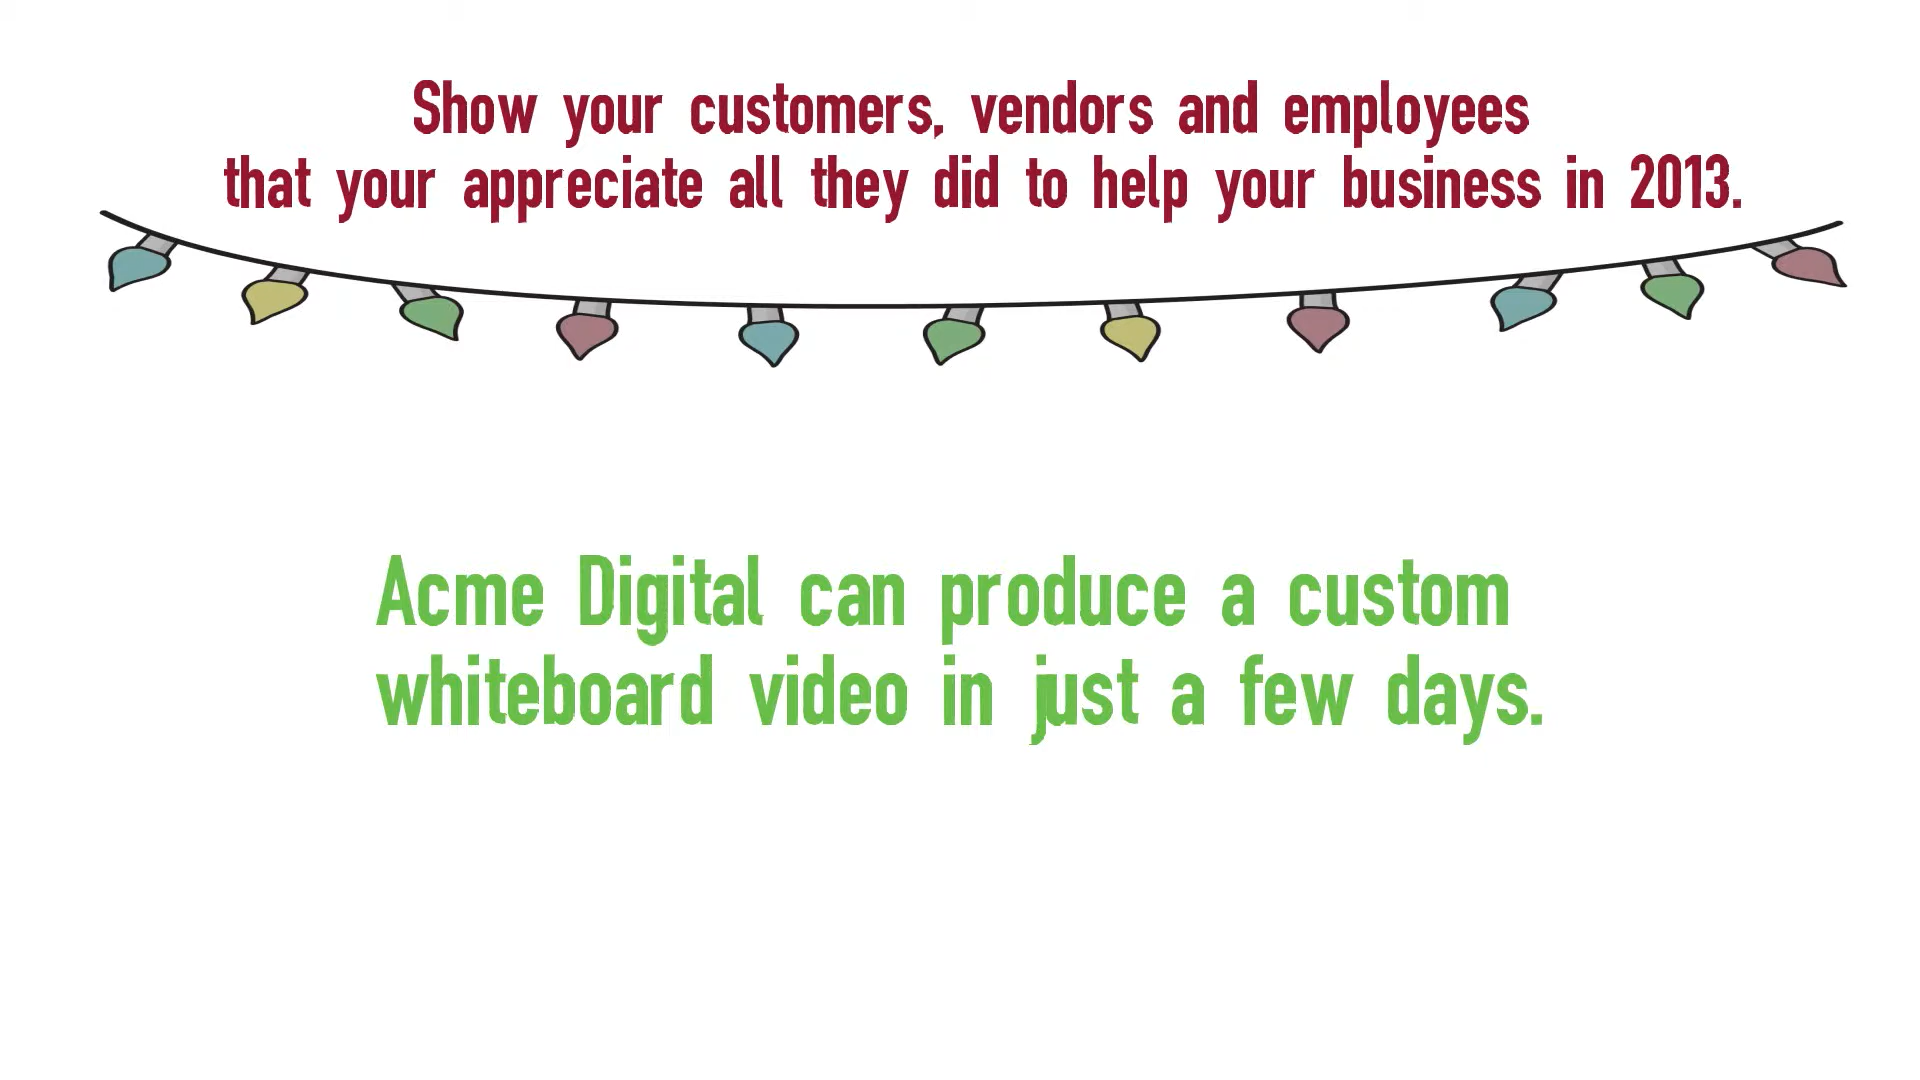 Show your customers, vendors and employees
that your appreciate all they did to help your business in 2013.
Acme Digital can produce a custom
whiteboard video in just a few days.